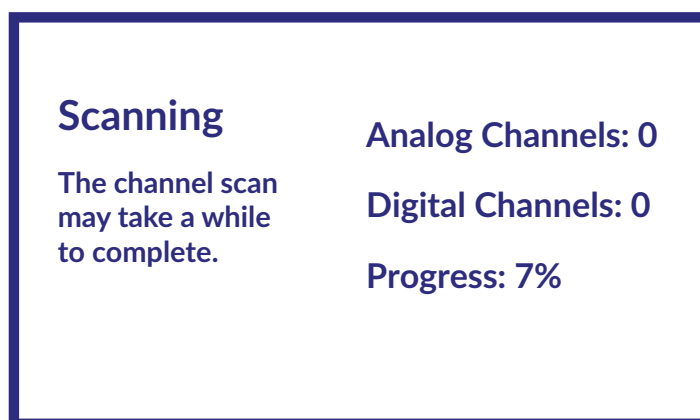 Scanning
The channel scan
may take a while
to complete.
Analog Channels: 0
Digital Channels: 0
Progress: 7%